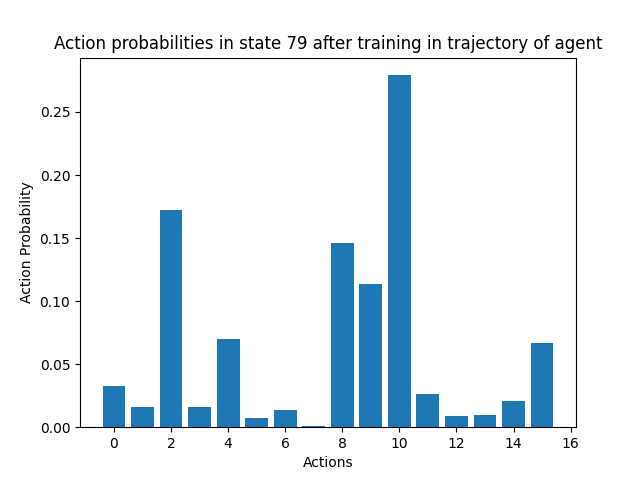 Action probabilities in state 79 after training in trajectory of agent
0.25
0.20
0.15
0.10
0.05
0.00
Action Probability
0 2 4 6 8 10 12 14 16
Actions